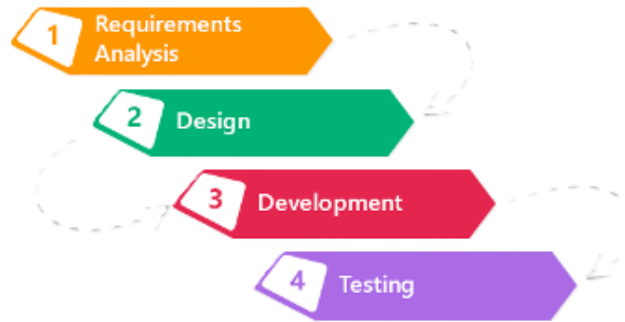 1
Requirements
Analysis
2
Design
3
Development
4
Testing